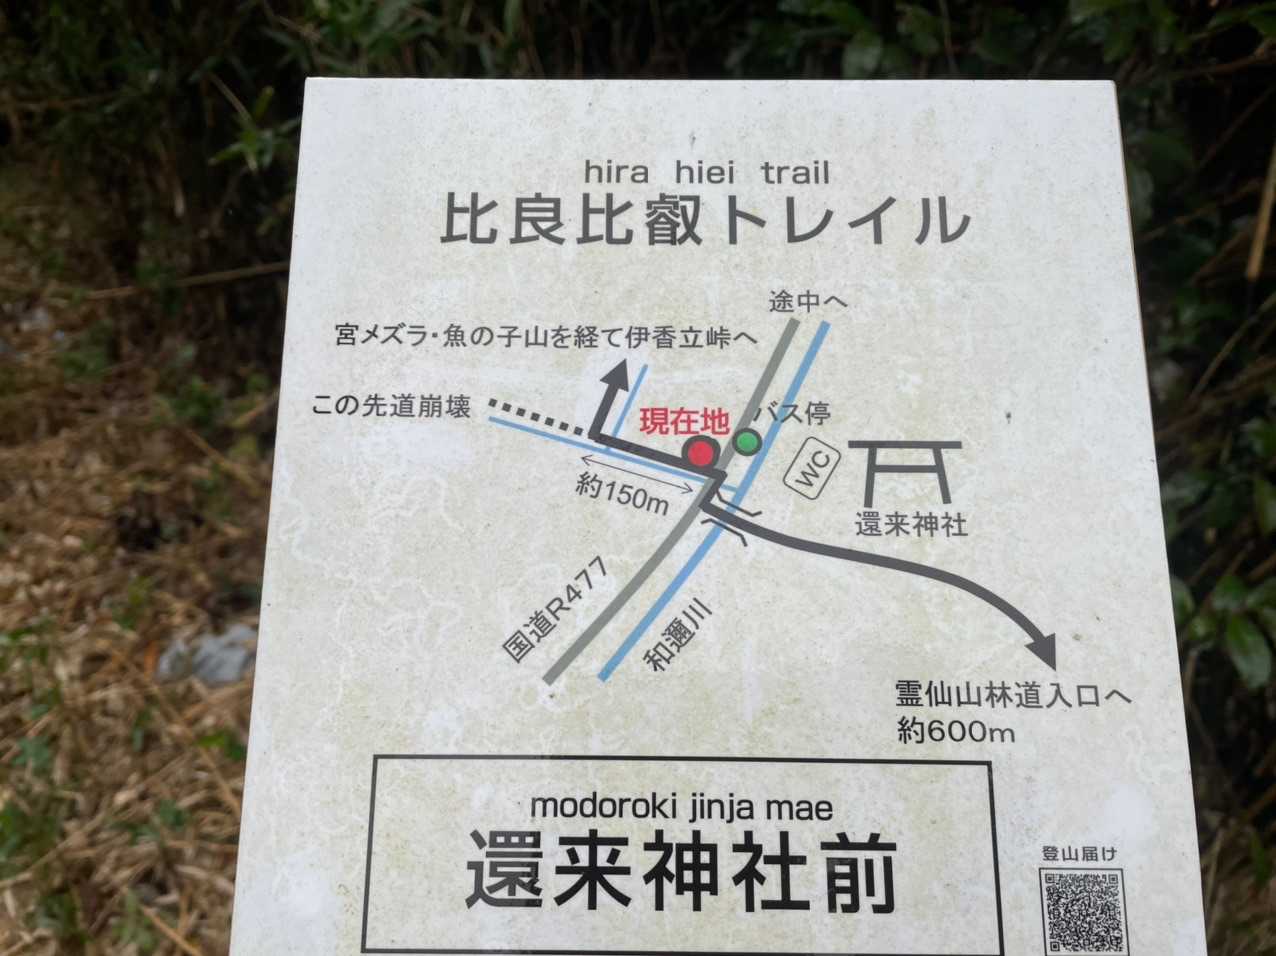 hira hiei trail
比良比叡トレイル
途中へ
宮メズラ・魚の子山を経て伊香立峠へ
この先道崩壊
現在地
バス停
WC
約150m
還来神社
国道R477
和邇川
霊仙山林道入口へ
約600m
modoroki jinja mae
還来神社前
登山届け